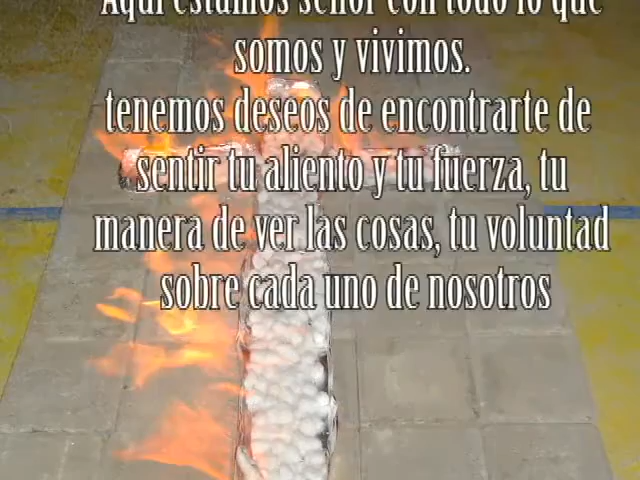 Aquí estamos señor con todo lo que
somos y vivimos.
tenemos deseos de encontrarte de
sentir tu aliento y tu fuerza, tu
manera de ver las cosas, tu voluntad
sobre cada uno de nosotros